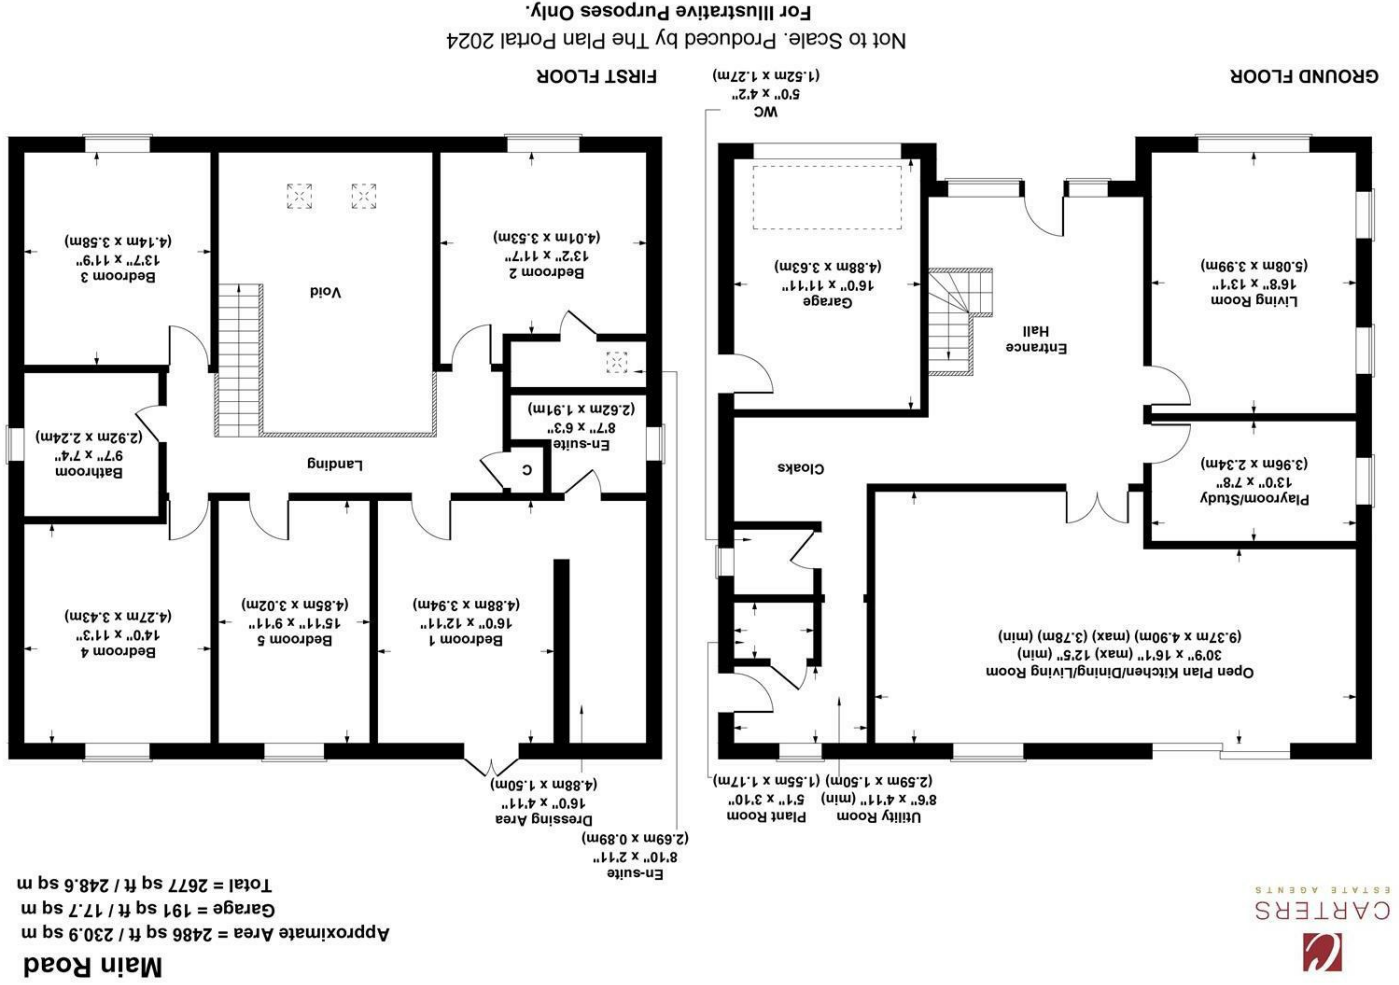 CARTERS
ESTATE AGENTS
Main Road
Approximate Area = 2486 sq ft / 230.9 sq m
Garage = 191 sq ft / 17.7 sq m
Total = 2677 sq ft / 248.6 sq m
Utility Room
8'6" x 4'11"
(2.59m x 1.50m) (min)
Plant Room
5'1" x 3'10"
(1.55m x 1.17m)
Open Plan Kitchen/Dining/Living Room
30'9" x 16'1" (max) 12'5" (min)
(9.37m x 4.90m) (max) (3.78m) (min)
Playroom/Study
13'0" x 7'8"
(3.96m x 2.34m)
Cloaks
Entrance
Hall
Living Room
16'8" x 13'1"
(5.08m x 3.99m)
Garage
16'0" x 11'11"
(4.88m x 3.63m)
WC
5'0" x 4'2"
(1.52m x 1.27m)
GROUND FLOOR
En-suite
8'10" x 2'11"
(2.69m x 0.89m)
Dressing Area
16'0" x 4'11"
(4.88m x 1.50m)
Bedroom 1
16'0" x 12'11"
(4.88m x 3.94m)
Bedroom 5
15'11" x 9'11"
(4.85m x 3.02m)
Bedroom 4
14'0" x 11'3"
(4.27m x 3.43m)
C
Landing
Bathroom
9'7" x 7'4"
(2.92m x 2.24m)
En-suite
8'7" x 6'3"
(2.62m x 1.91m)
Void
Bedroom 2
13'2" x 11'7"
(4.01m x 3.53m)
Bedroom 3
13'7" x 11'9"
(4.14m x 3.58m)
FIRST FLOOR
Not to Scale. Produced by The Plan Portal 2024
For Illustrative Purposes Only.